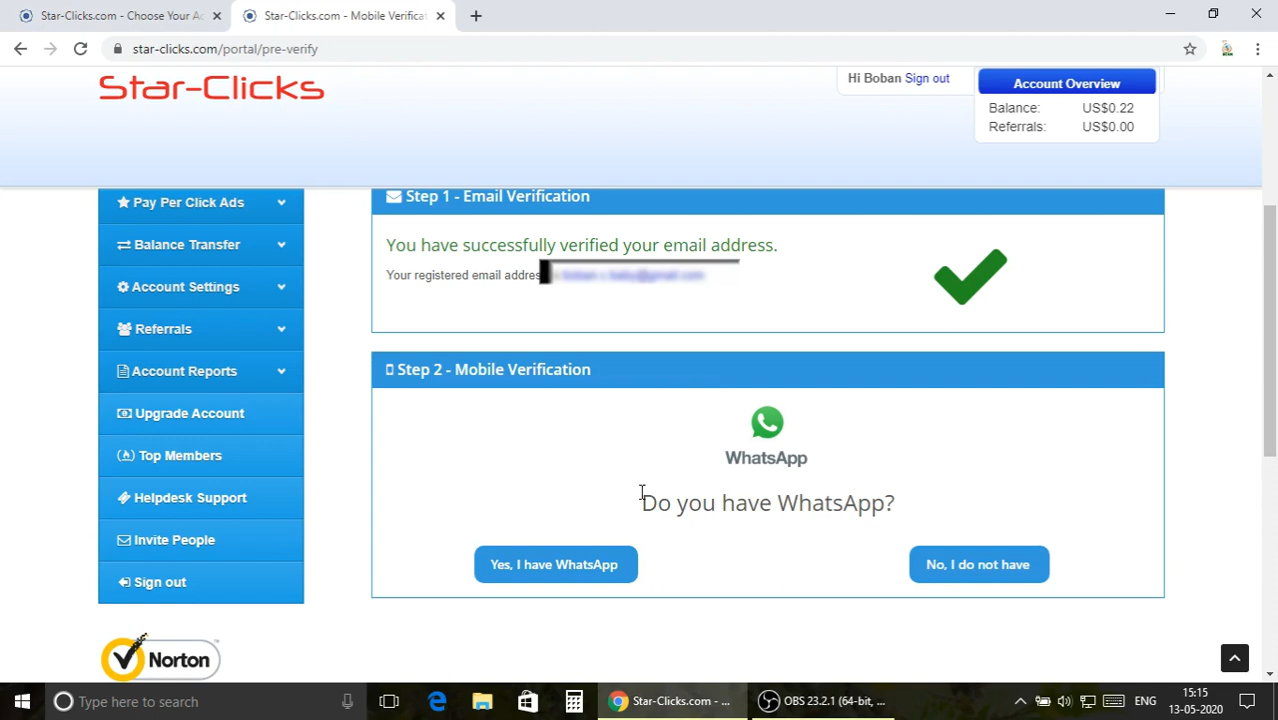 Star-Clicks.com - Choose Your Ac
Star-Clicks.com - Mobile Verificat
star-clicks.com/portal/pre-verify
Star-Clicks
Hi Boban Sign out
Account Overview
Balance: US$0.22
Referrals: US$0.00
Pay Per Click Ads
Balance Transfer
Account Settings
Referrals
Account Reports
Upgrade Account
Top Members
Helpdesk Support
Invite People
Sign out
Norton
Step 1 - Email Verification
You have successfully verified your email address.
Your registered email addres
Step 2 - Mobile Verification
WhatsApp
Do you have WhatsApp?
Yes, I have WhatsApp
No, I do not have
Type here to search
Star-Clicks.com - ...
OBS 23.2.1 (64-bit, ...
ENG
15:15
13-05-2020